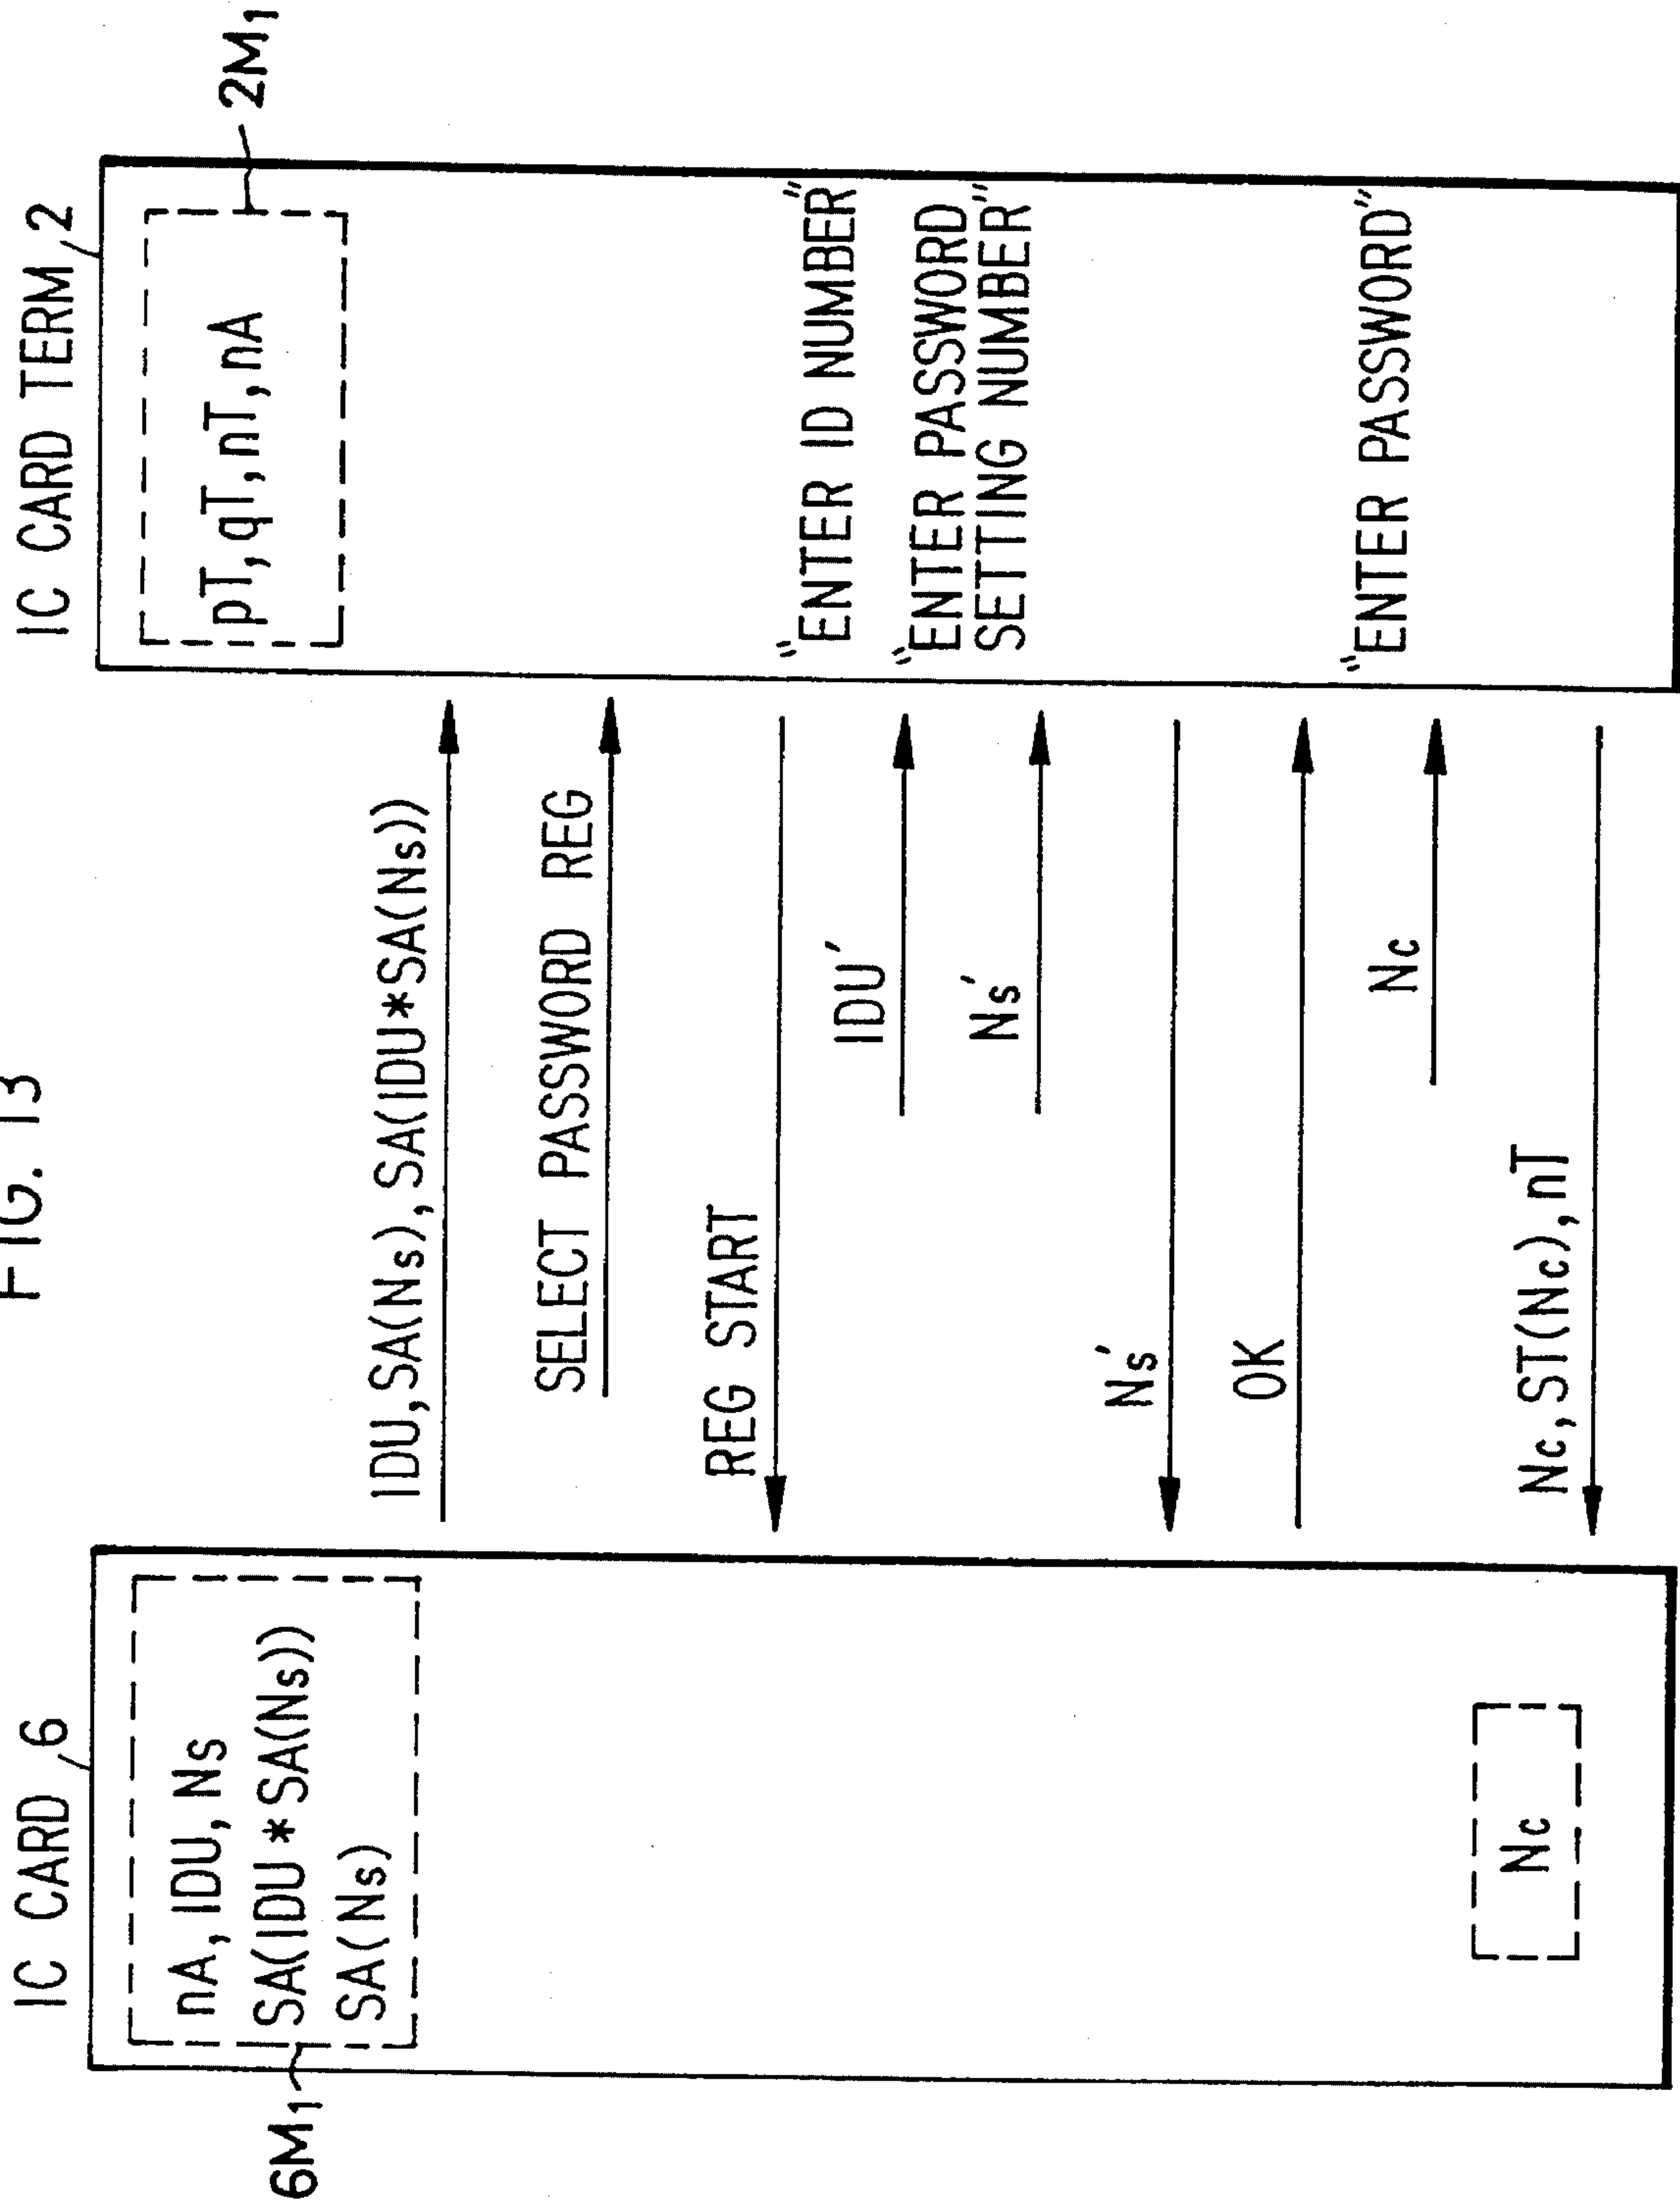 FIG. 13
IC CARD 6
IC CARD TERM 2
6M1
nA, IDU, Ns
SA(IDU*SA(Ns))
SA(Ns)
pT,qT,nT,nA
2M1
IDU,SA(Ns),SA(IDU*SA(Ns))
SELECT PASSWORD REG
REG START
"ENTER ID NUMBER"
IDU'
"ENTER PASSWORD
SETTING NUMBER"
Ns'
Ns'
OK
"ENTER PASSWORD"
Nc
Nc
Nc,ST(Nc),nT